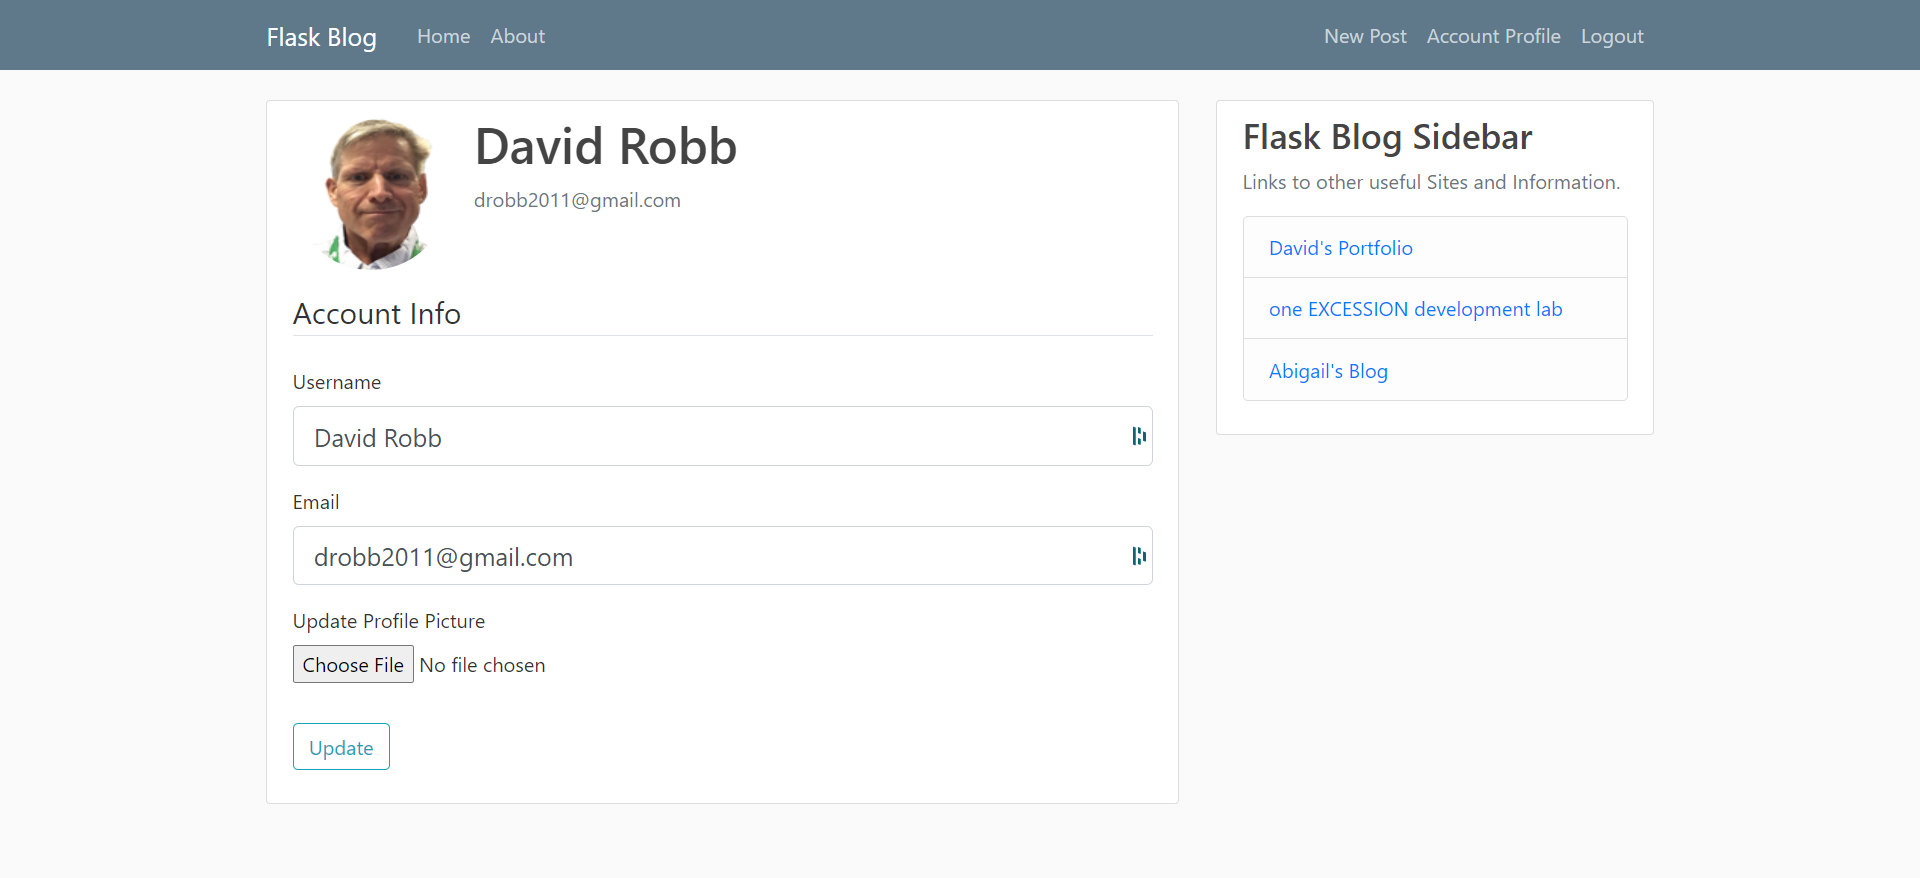 Flask Blog Home About New Post Account Profile Logout
David Robb
drobb2011@gmail.com
Account Info
Username
David Robb
Email
drobb2011@gmail.com
Update Profile Picture
Choose File No file chosen
Update
Flask Blog Sidebar
Links to other useful Sites and Information.
David's Portfolio
one EXCESSION development lab
Abigail's Blog